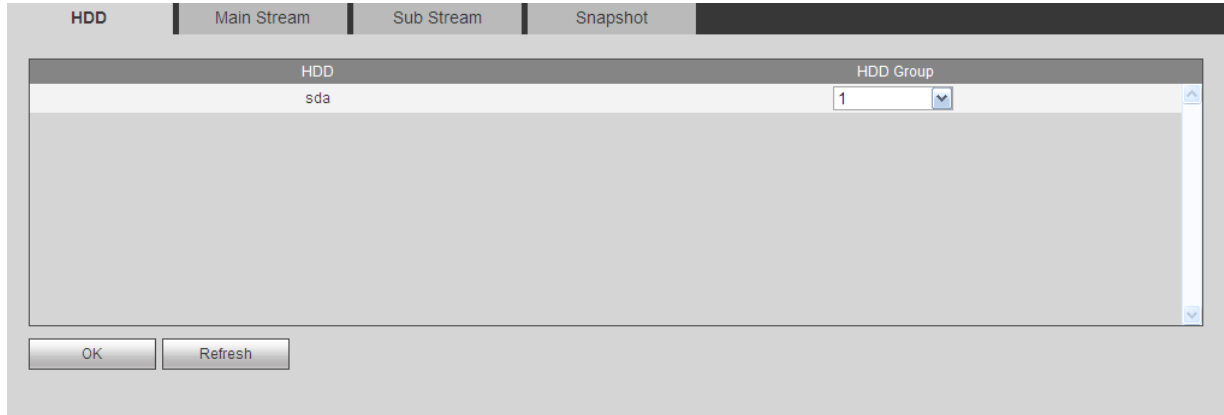 HDD Main Stream Sub Stream Snapshot
HDD HDD Group
sda 1
OK Refresh